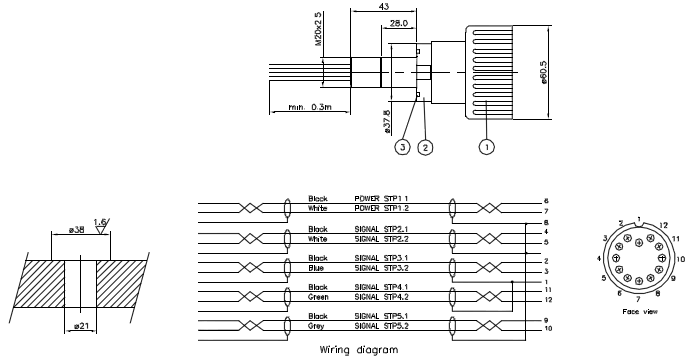 43
28.0
M20x2.5
ø60.5
min. 0.3m
ø37.8
3
2
1
1.6
ø38
ø21
Black POWER STP1.1 6
White POWER STP1.2 7
8
Black SIGNAL STP2.1 4
White SIGNAL STP2.2 5
Black SIGNAL STP3.1 2
Blue SIGNAL STP3.2 3
1
Black SIGNAL STP4.1 11
Green SIGNAL STP4.2 12
Black SIGNAL STP5.1 9
Grey SIGNAL STP5.2 10
Wiring diagram
1
2 12
3 11
4 10
5 9
6 8
7
Face view